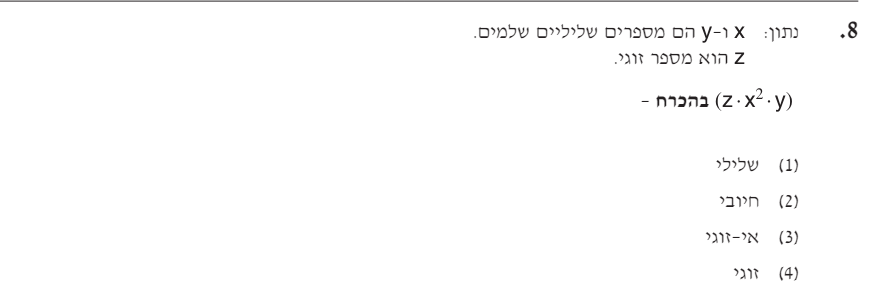 8. נתון: x ו-y הם מספרים שליליים שלמים.
z הוא מספר זוגי.
(z · x² · y) בהכרח -
(1) שלילי
(2) חיובי
(3) אי-זוגי
(4) זוגי